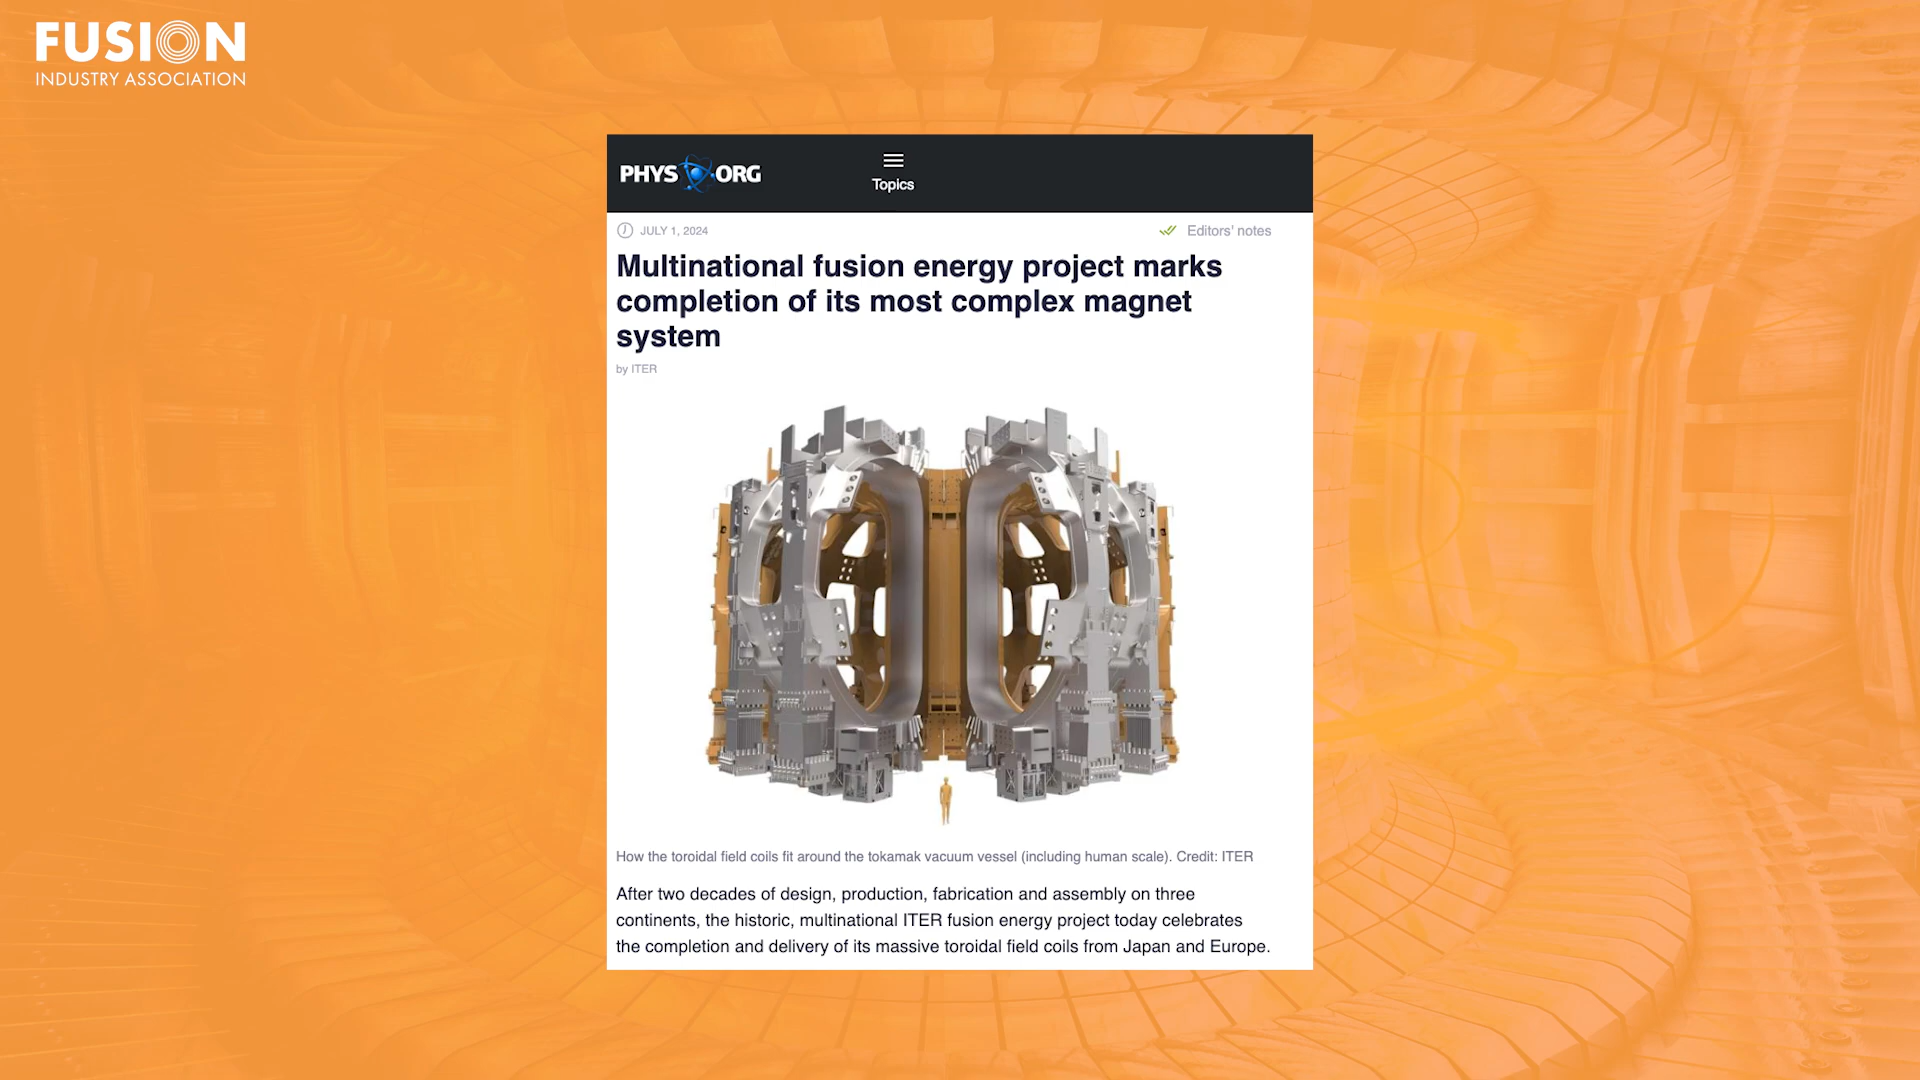 FUSION
INDUSTRY ASSOCIATION
PHYS ORG
Topics
JULY 1, 2024
Editors' notes
Multinational fusion energy project marks
completion of its most complex magnet
system
by ITER
How the toroidal field coils fit around the tokamak vacuum vessel (including human scale). Credit: ITER
After two decades of design, production, fabrication and assembly on three
continents, the historic, multinational ITER fusion energy project today celebrates
the completion and delivery of its massive toroidal field coils from Japan and Europe.